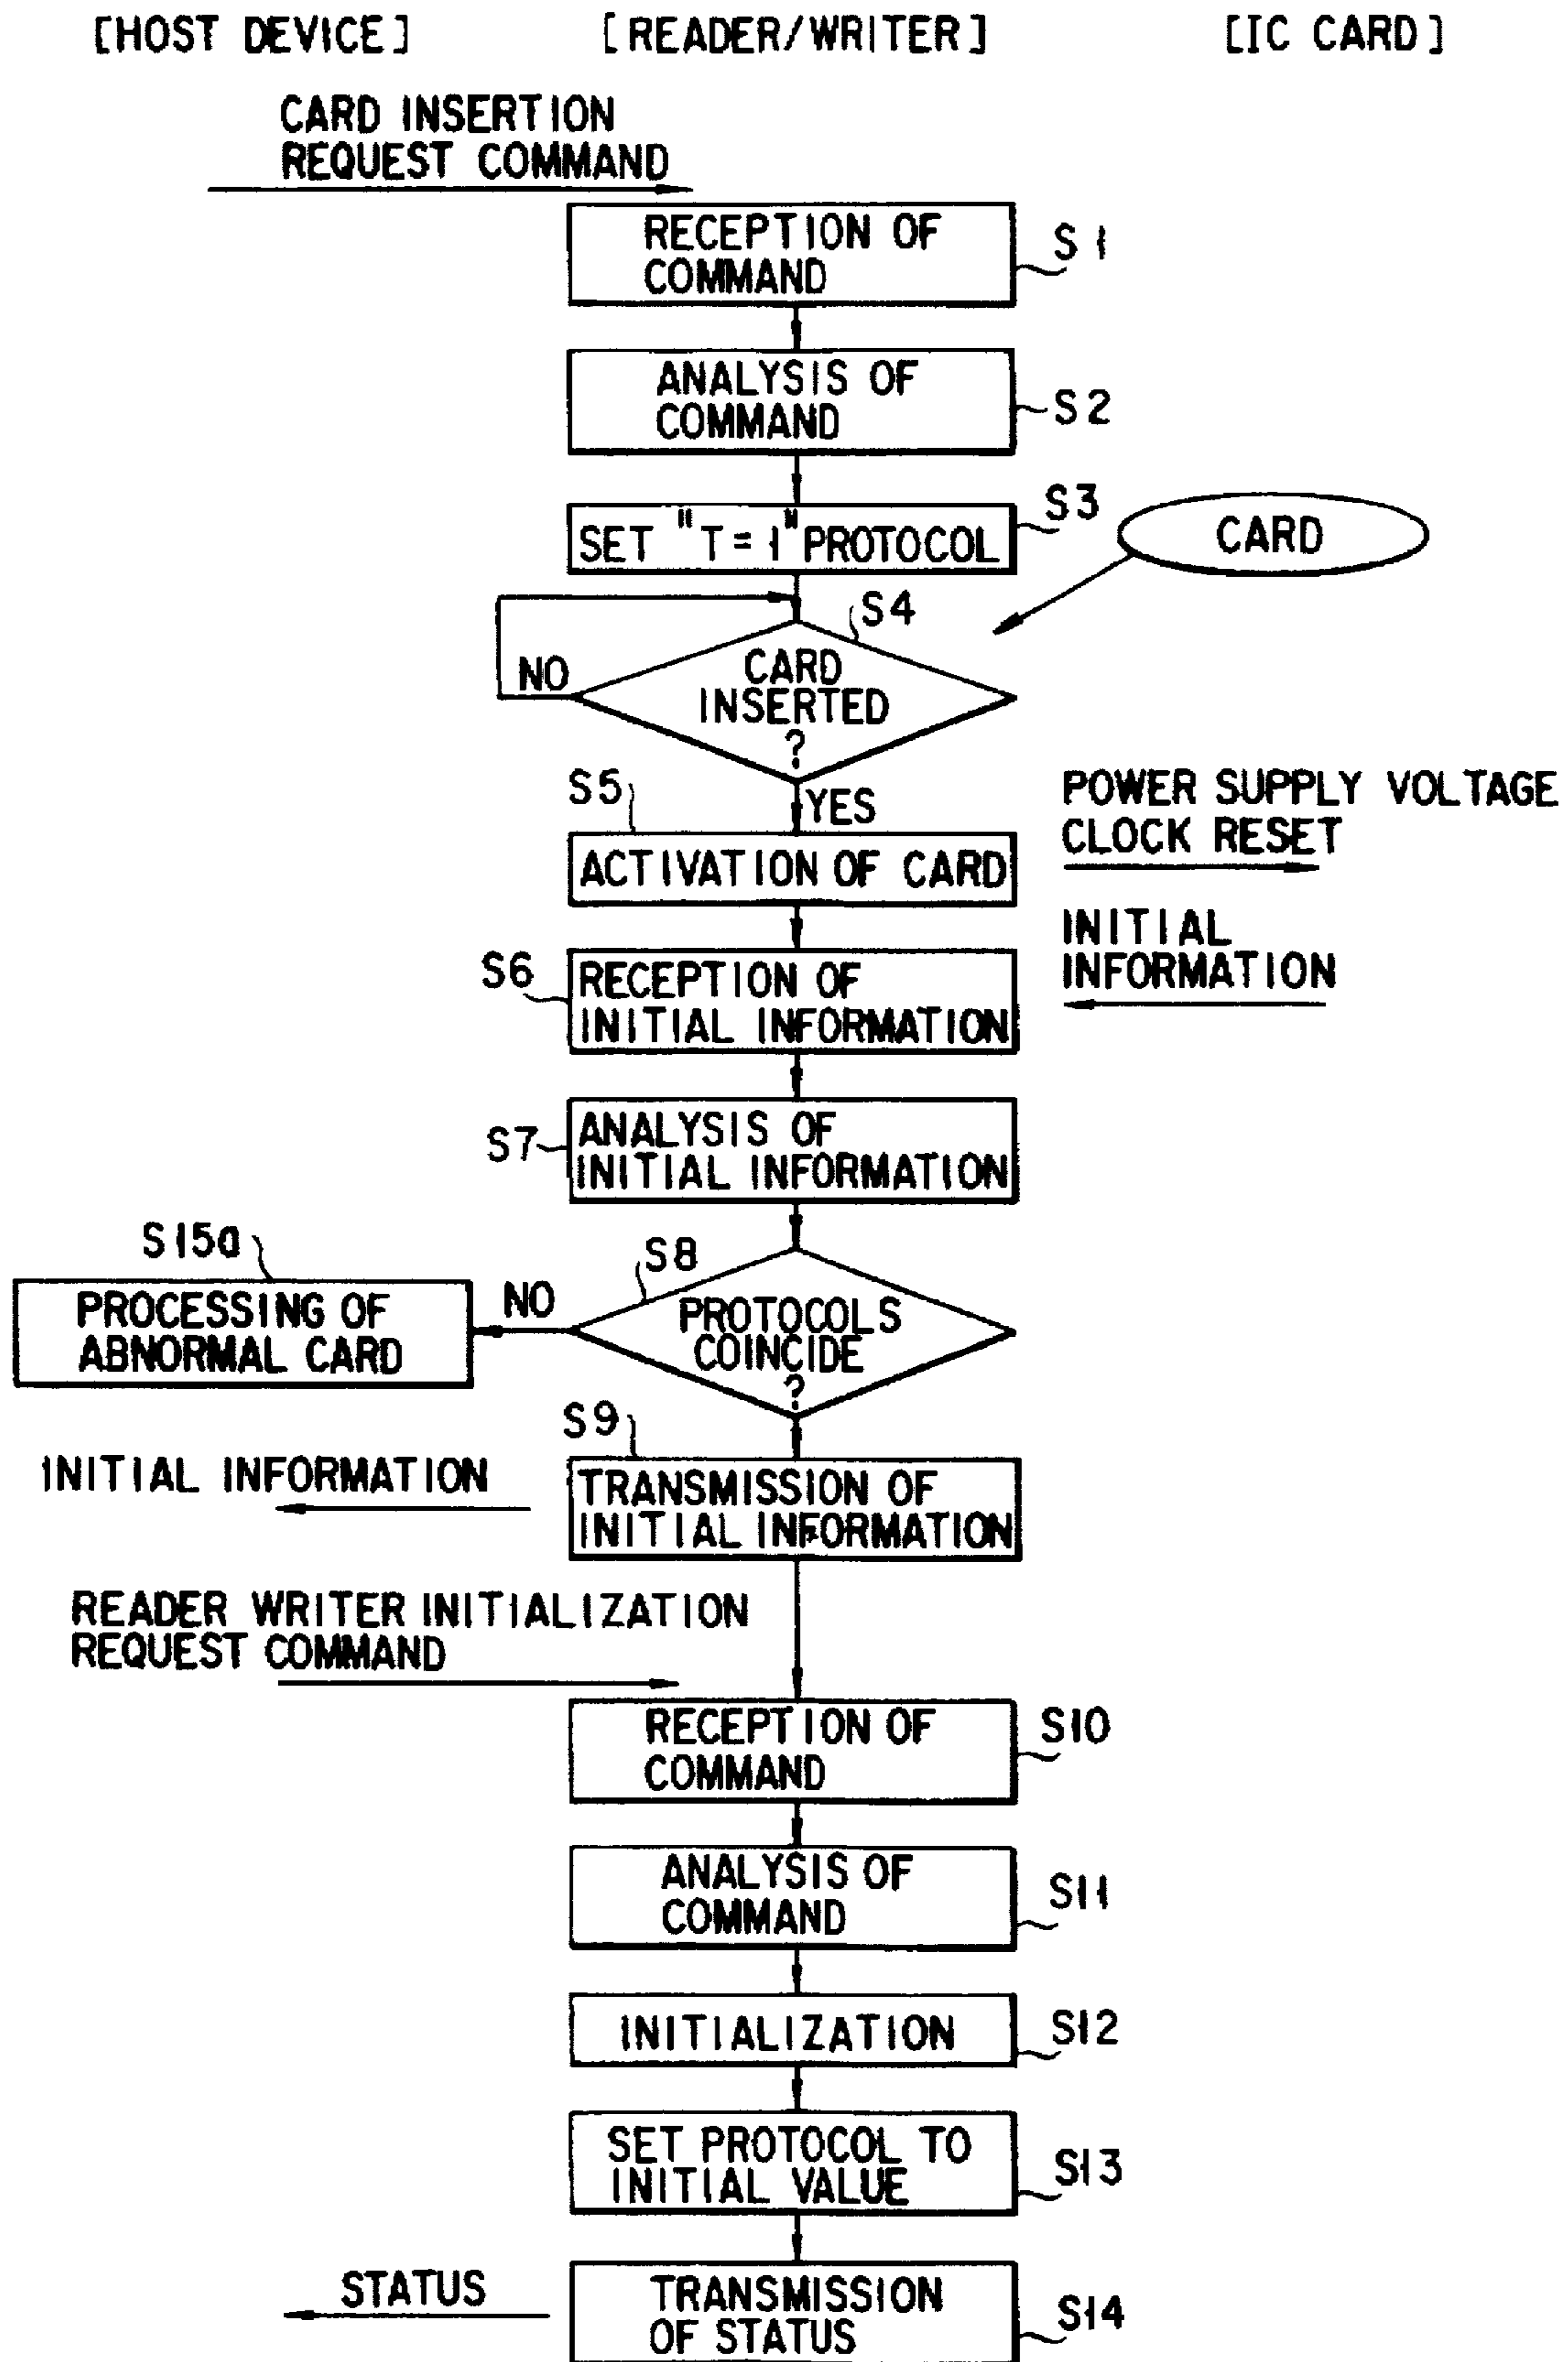 [HOST DEVICE] [READER/WRITER] [IC CARD]
CARD INSERTION
REQUEST COMMAND
RECEPTION OF
COMMAND
S1
ANALYSIS OF
COMMAND
S2
SET "T=1" PROTOCOL
S3
CARD
S4
CARD
INSERTED
?
NO
YES
S5
ACTIVATION OF CARD
POWER SUPPLY VOLTAGE
CLOCK RESET
INITIAL
INFORMATION
S6
RECEPTION OF
INITIAL INFORMATION
S7
ANALYSIS OF
INITIAL INFORMATION
S8
PROTOCOLS
COINCIDE
?
NO
S15a
PROCESSING OF
ABNORMAL CARD
S9
TRANSMISSION OF
INITIAL INFORMATION
INITIAL INFORMATION
READER WRITER INITIALIZATION
REQUEST COMMAND
RECEPTION OF
COMMAND
S10
ANALYSIS OF
COMMAND
S11
INITIALIZATION
S12
SET PROTOCOL TO
INITIAL VALUE
S13
STATUS
TRANSMISSION
OF STATUS
S14